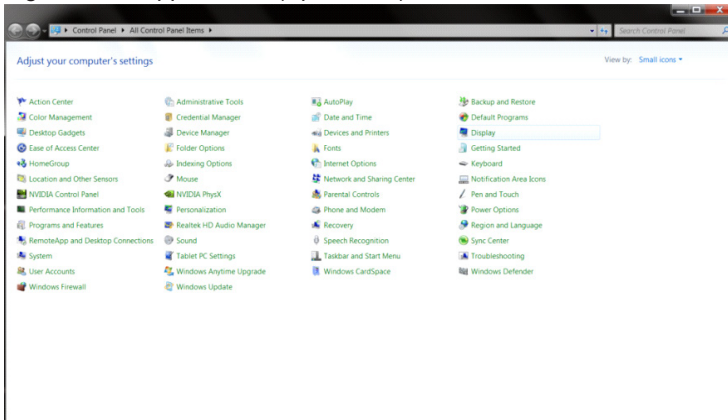 Control Panel ▸ All Control Panel Items ▸ Search Control Panel
Adjust your computer's settings View by: Small icons
Action Center Administrative Tools AutoPlay Backup and Restore
Color Management Credential Manager Date and Time Default Programs
Desktop Gadgets Device Manager Devices and Printers Display
Ease of Access Center Folder Options Fonts Getting Started
HomeGroup Indexing Options Internet Options Keyboard
Location and Other Sensors Mouse Network and Sharing Center Notification Area Icons
NVIDIA Control Panel NVIDIA PhysX Parental Controls Pen and Touch
Performance Information and Tools Personalization Phone and Modem Power Options
Programs and Features Realtek HD Audio Manager Recovery Region and Language
RemoteApp and Desktop Connections Sound Speech Recognition Sync Center
System Tablet PC Settings Taskbar and Start Menu Troubleshooting
User Accounts Windows Anytime Upgrade Windows CardSpace Windows Defender
Windows Firewall Windows Update